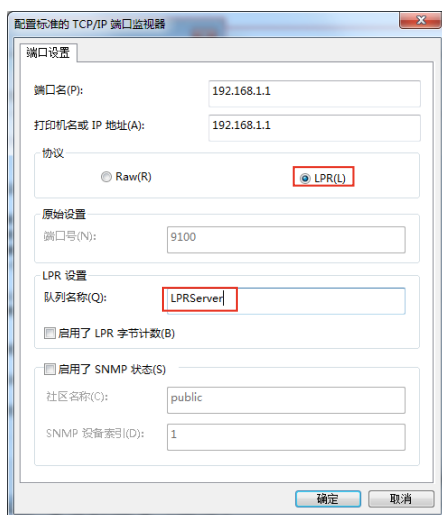 配置标准的 TCP/IP 端口监视器
端口设置
端口名(P): 192.168.1.1
打印机名或 IP 地址(A): 192.168.1.1
协议
Raw(R) LPR(L)
原始设置
端口号(N): 9100
LPR 设置
队列名称(Q): LPRServer
启用了 LPR 字节计数(B)
启用了 SNMP 状态(S)
社区名称(C): public
SNMP 设备索引(D): 1
确定 取消